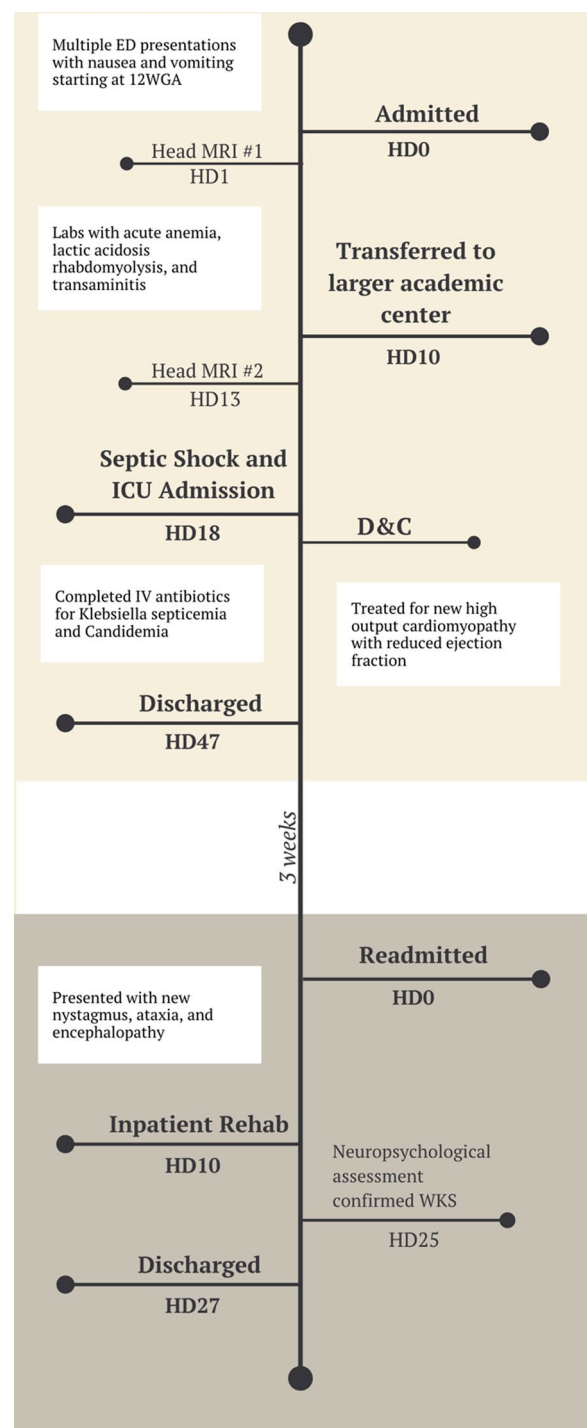 Multiple ED presentations
with nausea and vomiting
starting at 12WGA
Admitted
HD0
Head MRI #1
HD1
Labs with acute anemia,
lactic acidosis
rhabdomyolysis, and
transaminitis
Transferred to
larger academic
center
HD10
Head MRI #2
HD13
Septic Shock and
ICU Admission
HD18
D&C
Completed IV antibiotics
for Klebsiella septicemia
and Candidemia
Treated for new high
output cardiomyopathy
with reduced ejection
fraction
Discharged
HD47
3 weeks
Readmitted
HD0
Presented with new
nystagmus, ataxia, and
encephalopathy
Inpatient Rehab
HD10
Neuropsychological
assessment
confirmed WKS
HD25
Discharged
HD27